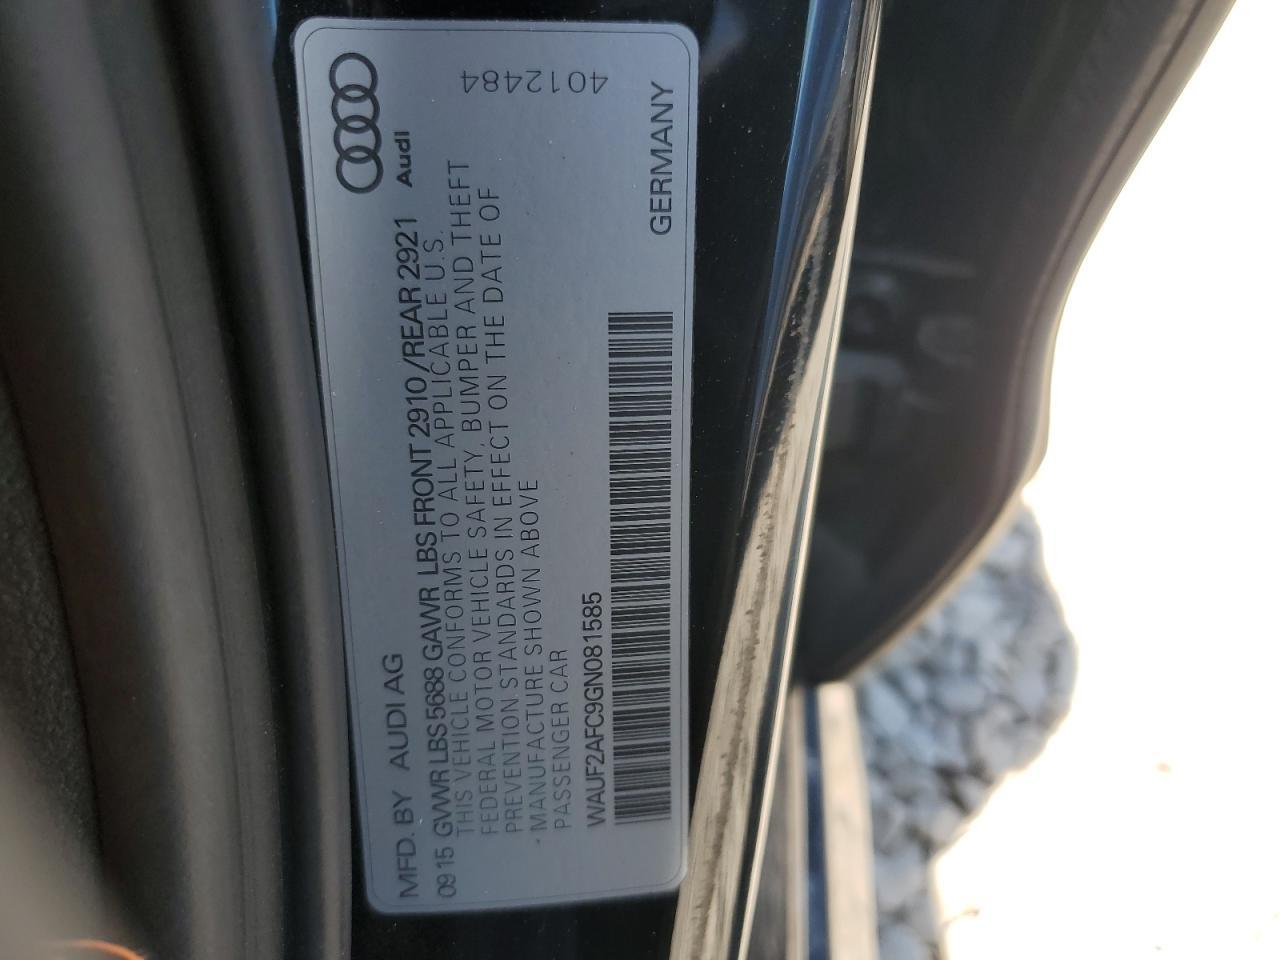 Audi
4012484
MFD. BY AUDI AG
09 15 GVWR LBS 5688 GAWR LBS FRONT 2910 /REAR 2921
THIS VEHICLE CONFORMS TO ALL APPLICABLE U.S.
FEDERAL MOTOR VEHICLE SAFETY, BUMPER AND THEFT
PREVENTION STANDARDS IN EFFECT ON THE DATE OF
MANUFACTURE SHOWN ABOVE
PASSENGER CAR
WAUF2AFC9GN081585
GERMANY